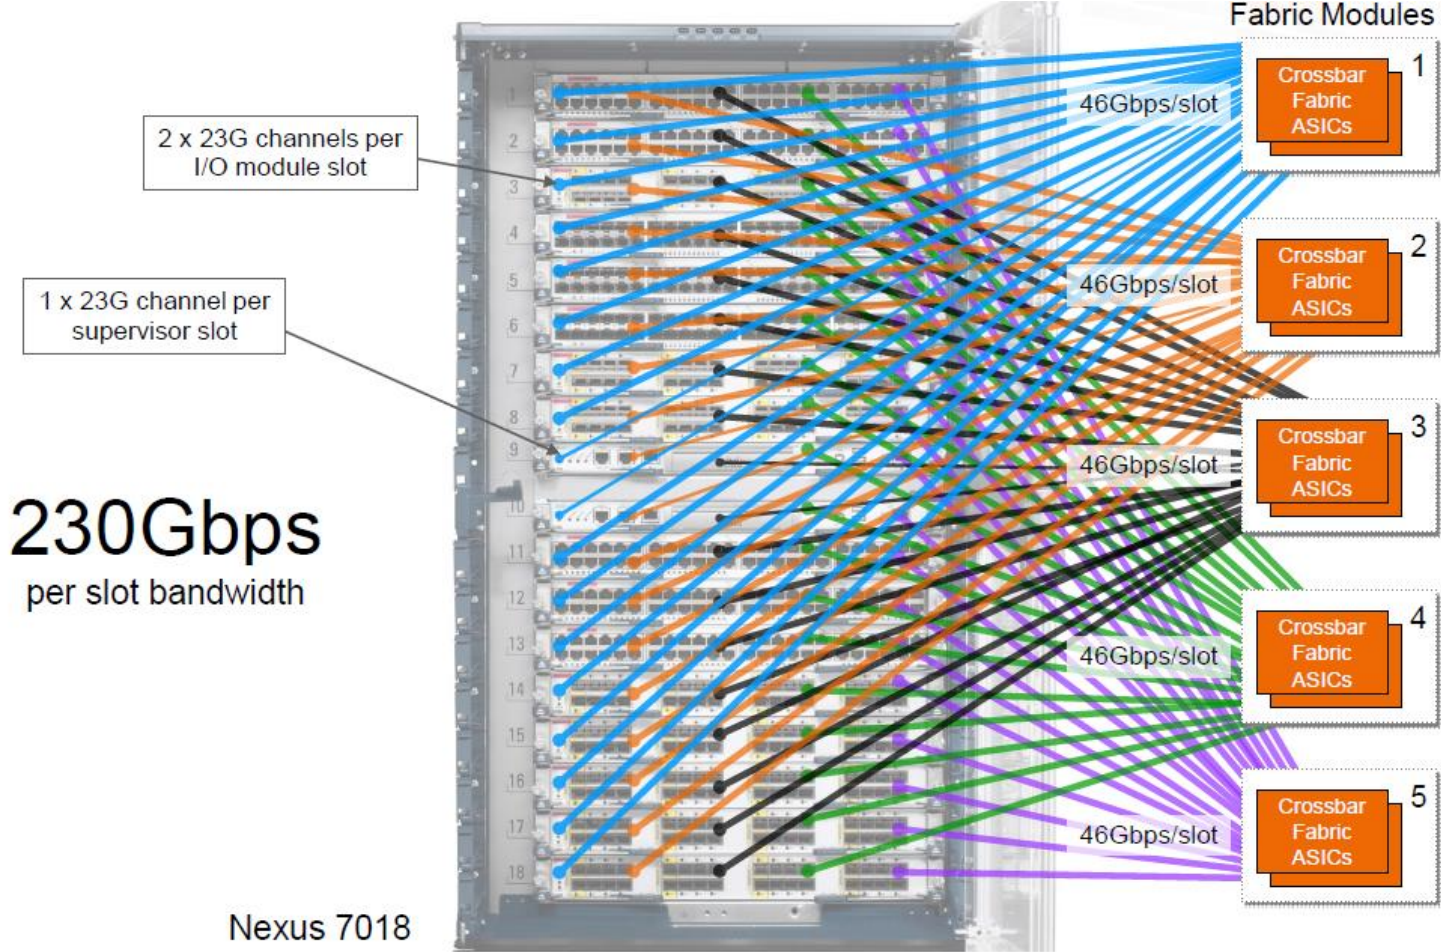 Fabric Modules
1
Crossbar
Fabric
ASICs
46Gbps/slot
2
Crossbar
Fabric
ASICs
46Gbps/slot
3
Crossbar
Fabric
ASICs
46Gbps/slot
4
Crossbar
Fabric
ASICs
46Gbps/slot
5
Crossbar
Fabric
ASICs
46Gbps/slot
2 x 23G channels per
I/O module slot
1 x 23G channel per
supervisor slot
230Gbps
per slot bandwidth
1
2
3
4
5
6
7
8
9
10
11
12
13
14
15
16
17
18
Nexus 7018